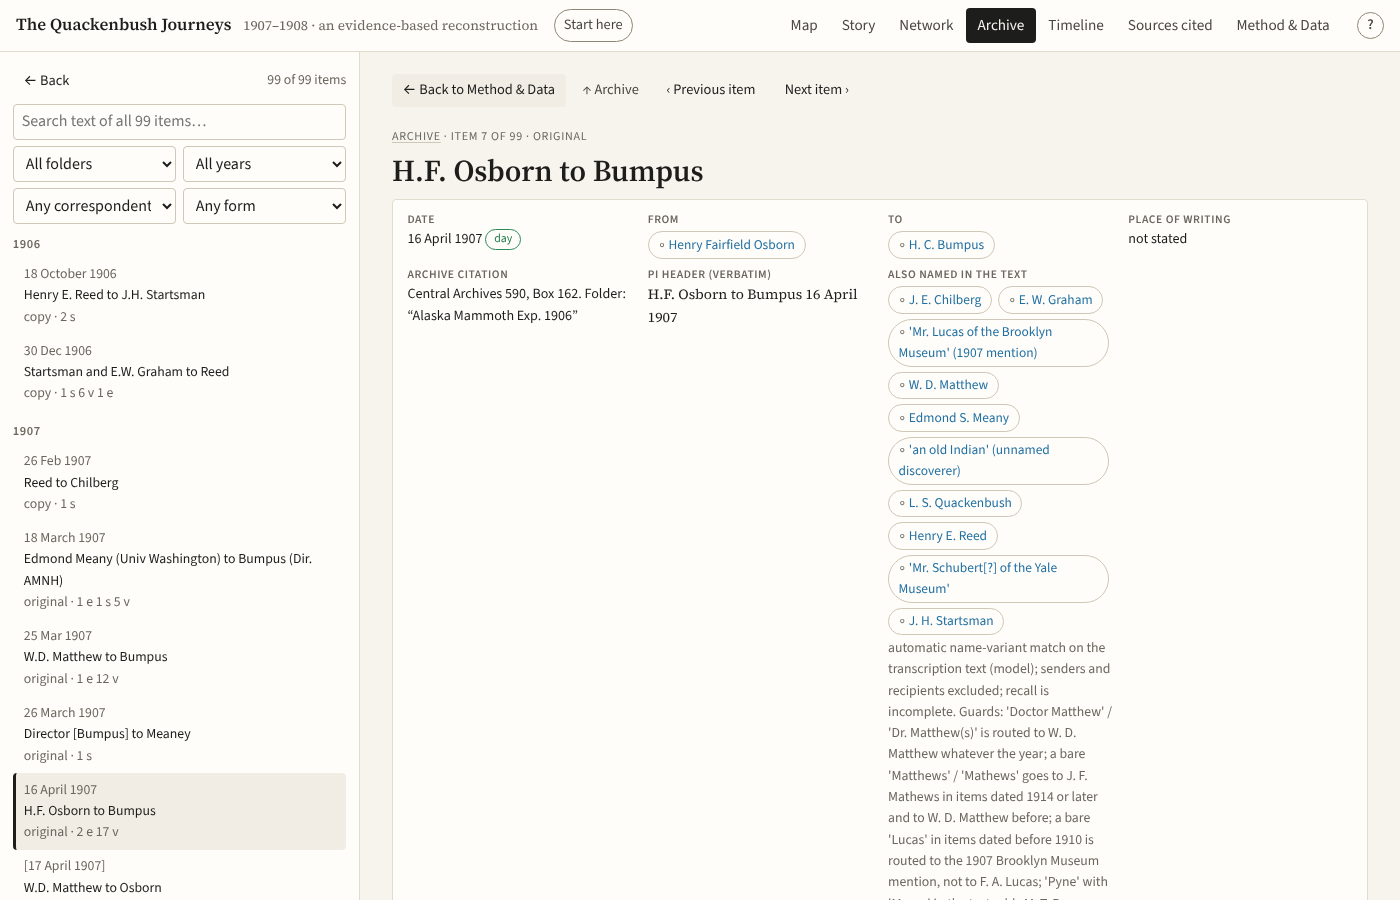 The Quackenbush Journeys 1907–1908 · an evidence-based reconstruction Start here Map Story Network Archive Timeline Sources cited Method & Data ?
← Back 99 of 99 items
Search text of all 99 items…
All folders All years
Any correspondent Any form
1906
18 October 1906
Henry E. Reed to J.H. Startsman
copy · 2 s
30 Dec 1906
Startsman and E.W. Graham to Reed
copy · 1 s 6 v 1 e
1907
26 Feb 1907
Reed to Chilberg
copy · 1 s
18 March 1907
Edmond Meany (Univ Washington) to Bumpus (Dir.
AMNH)
original · 1 e 1 s 5 v
25 Mar 1907
W.D. Matthew to Bumpus
original · 1 e 12 v
26 March 1907
Director [Bumpus] to Meaney
original · 1 s
16 April 1907
H.F. Osborn to Bumpus
original · 2 e 17 v
[17 April 1907]
W.D. Matthew to Osborn
← Back to Method & Data ↑ Archive ‹ Previous item Next item ›
ARCHIVE · ITEM 7 OF 99 · ORIGINAL
H.F. Osborn to Bumpus
DATE
16 April 1907 day
FROM
Henry Fairfield Osborn
TO
H. C. Bumpus
PLACE OF WRITING
not stated
ARCHIVE CITATION
Central Archives 590, Box 162. Folder:
“Alaska Mammoth Exp. 1906”
PI HEADER (VERBATIM)
H.F. Osborn to Bumpus 16 April
1907
ALSO NAMED IN THE TEXT
J. E. Chilberg E. W. Graham
'Mr. Lucas of the Brooklyn
Museum' (1907 mention)
W. D. Matthew
Edmond S. Meany
'an old Indian' (unnamed
discoverer)
L. S. Quackenbush
Henry E. Reed
'Mr. Schubert[?] of the Yale
Museum'
J. H. Startsman
automatic name-variant match on the
transcription text (model); senders and
recipients excluded; recall is
incomplete. Guards: 'Doctor Matthew' /
'Dr. Matthew(s)' is routed to W. D.
Matthew whatever the year; a bare
'Matthews' / 'Mathews' goes to J. F.
Mathews in items dated 1914 or later
and to W. D. Matthew before; a bare
'Lucas' in items dated before 1910 is
routed to the 1907 Brooklyn Museum
mention, not to F. A. Lucas; 'Pyne' with